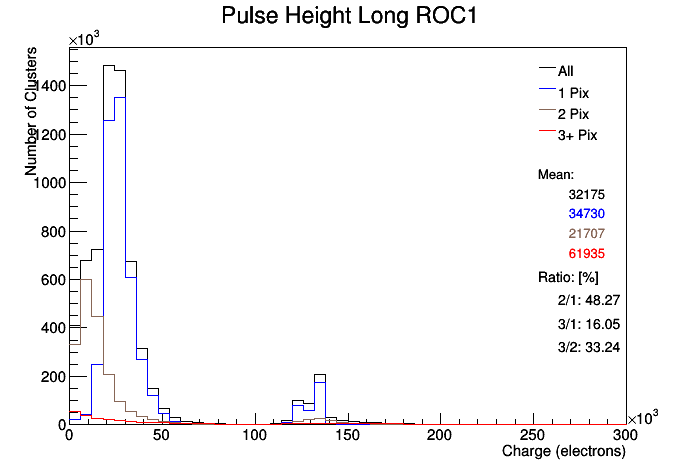 Pulse Height Long ROC1
×10³
Number of Clusters
1400
1200
1000
800
600
400
200
0
0 50 100 150 200 250 300
×10³
Charge (electrons)
All
1 Pix
2 Pix
3+ Pix
Mean:
32175
34730
21707
61935
Ratio: [%]
2/1: 48.27
3/1: 16.05
3/2: 33.24